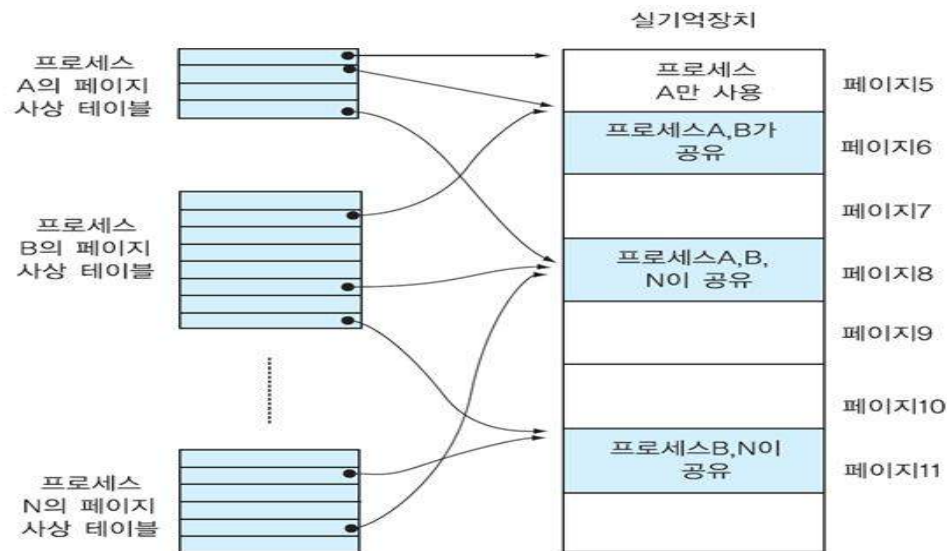 실기억장치
프로세스
A의 페이지
사상 테이블
프로세스
A만 사용
페이지5
프로세스A,B가
공유
페이지6
프로세스
B의 페이지
사상 테이블
페이지7
프로세스A,B,
N이 공유
페이지8
페이지9
페이지10
프로세스B,N이
공유
페이지11
프로세스
N의 페이지
사상 테이블